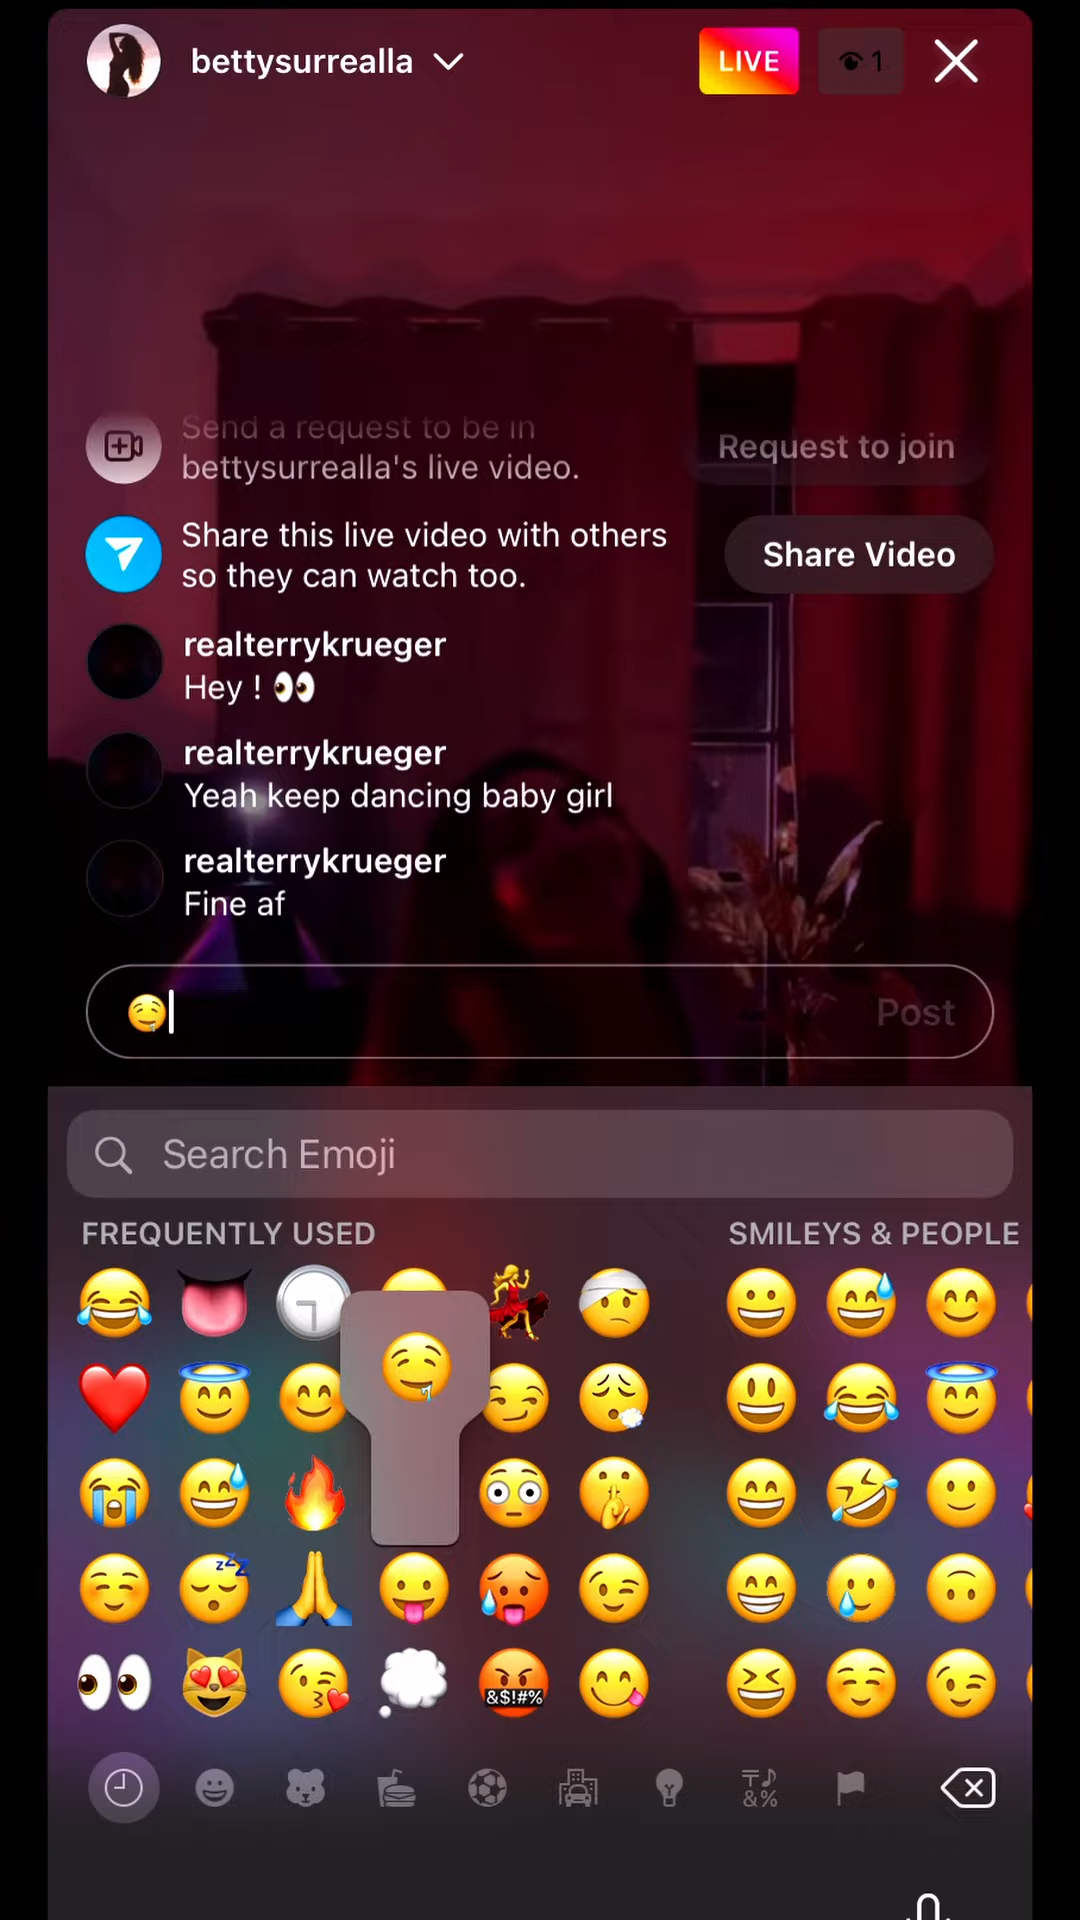 bettysurrealla
LIVE
1
Send a request to be in
bettysurrealla's live video.
Request to join
Share this live video with others
so they can watch too.
Share Video
realterrykrueger
Hey ! 👀
realterrykrueger
Yeah keep dancing baby girl
realterrykrueger
Fine af
🤤
Post
Search Emoji
FREQUENTLY USED
SMILEYS & PEOPLE
zzz
&$!#%
&%